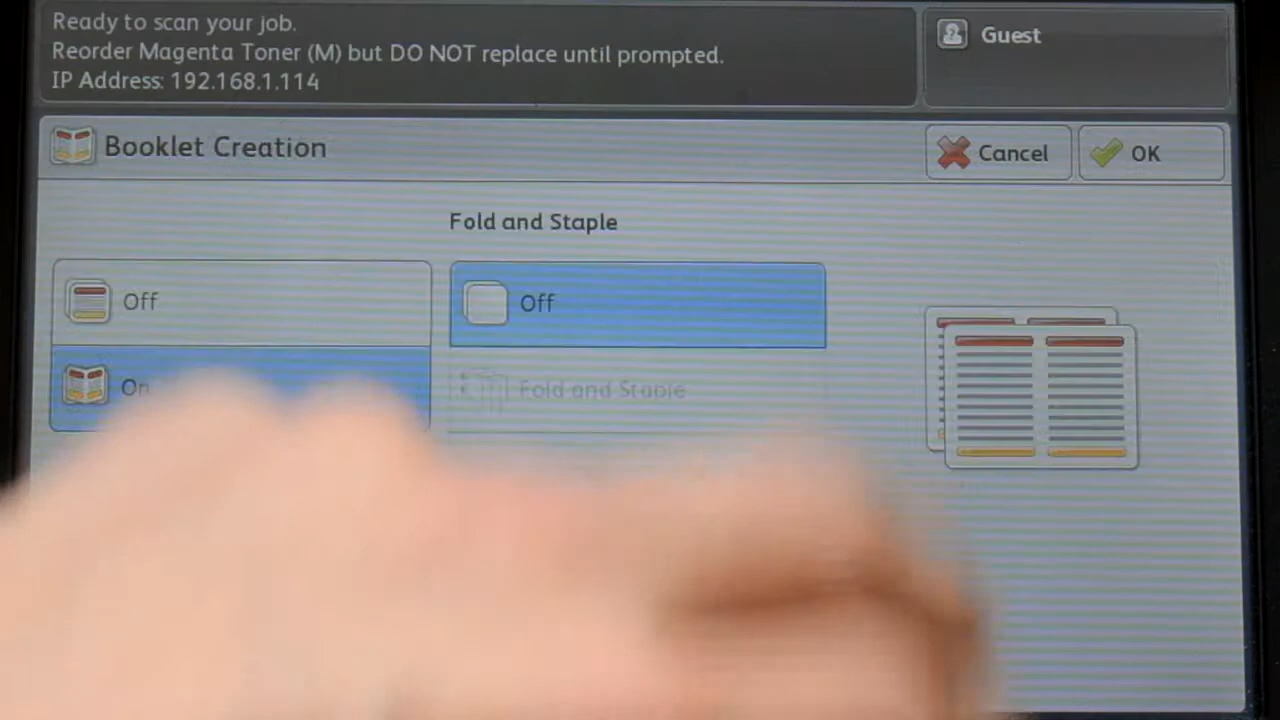 Ready to scan your job.
Reorder Magenta Toner (M) but DO NOT replace until prompted.
IP Address: 192.168.1.114
Guest
Booklet Creation
Cancel
OK
Fold and Staple
Off
Off
On
Fold and Staple